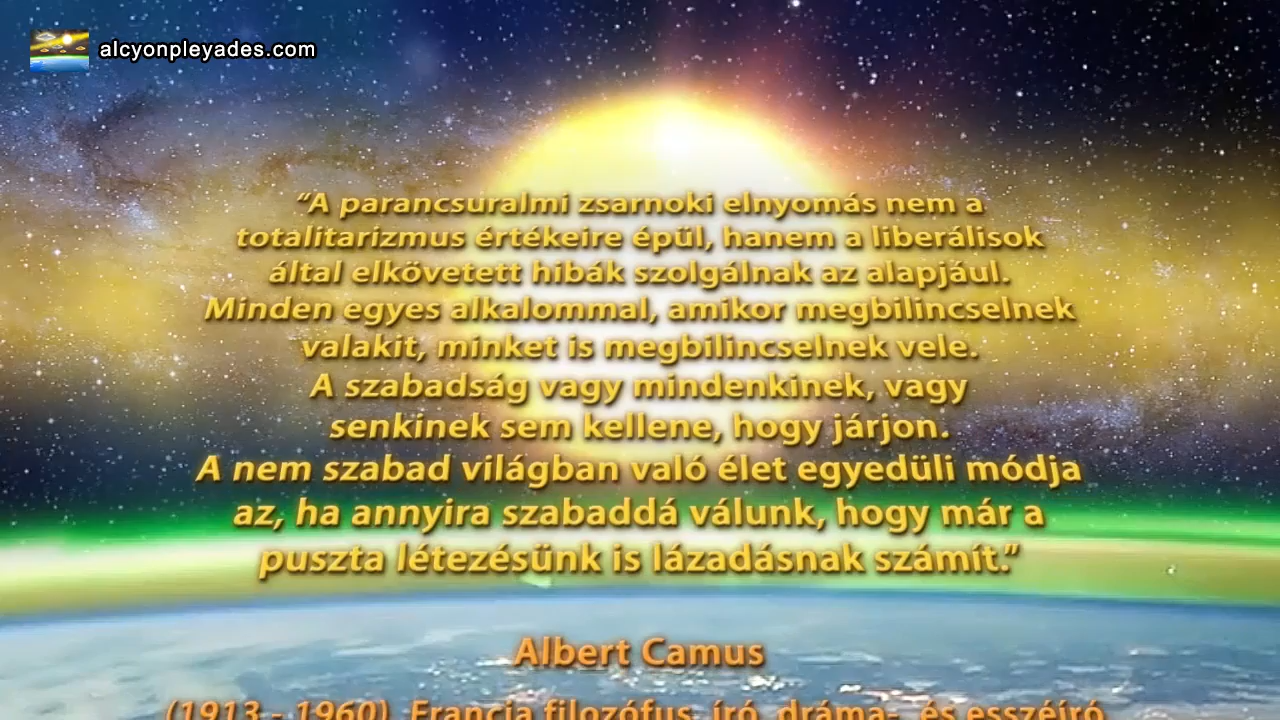 alcyonpleyades.com
“A parancsuralmi zsarnoki elnyomás nem a
totalitarizmus értékeire épül, hanem a liberálisok
által elkövetett hibák szolgálnak az alapjául.
Minden egyes alkalommal, amikor megbilincselnek
valakit, minket is megbilincselnek vele.
A szabadság vagy mindenkinek, vagy
senkinek sem kellene, hogy járjon.
A nem szabad világban való élet egyedüli módja
az, ha annyira szabaddá válunk, hogy már a
puszta létezésünk is lázadásnak számít.”
Albert Camus
(1913 - 1960) Francia filozófus, író, dráma-, és esszéíró